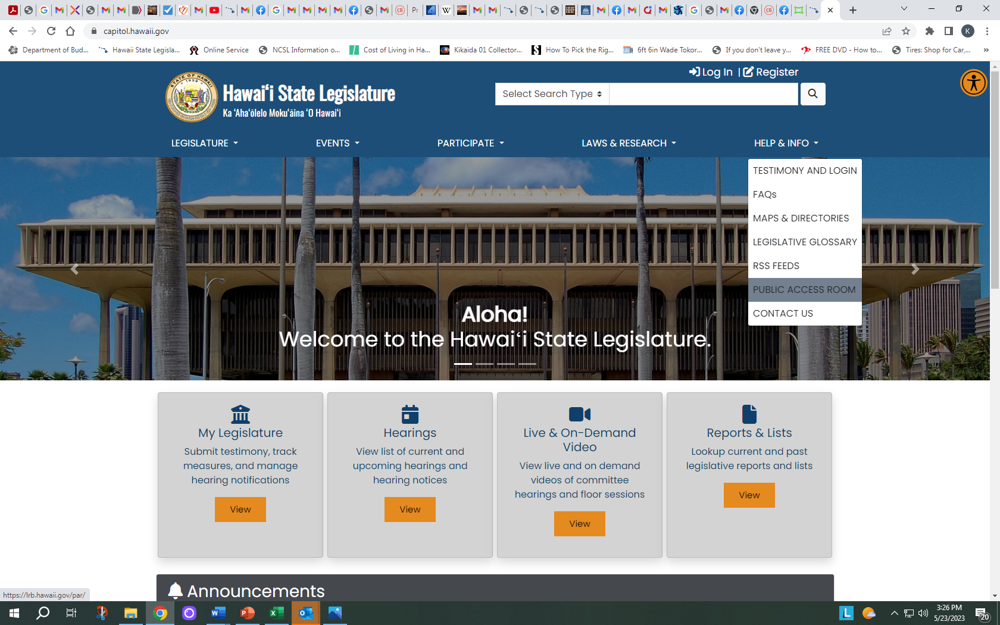 Pr
capitol.hawaii.gov
K
Department of Bud...
Hawaii State Legisla...
Online Service
NCSL Information o...
Cost of Living in Ha...
Kikaida 01 Collector...
How To Pick the Rig...
6ft 6in Wade Tokor...
If you don't leave y...
FREE DVD - How to...
Tires: Shop for Car,...
»
Log In | Register
STATE OF HAWAII
1959
Hawaiʻi State Legislature
Ka ʻAhaʻōlelo Mokuʻāina ʻO Hawaiʻi
Select Search Type
LEGISLATURE
EVENTS
PARTICIPATE
LAWS & RESEARCH
HELP & INFO
TESTIMONY AND LOGIN
FAQs
MAPS & DIRECTORIES
LEGISLATIVE GLOSSARY
RSS FEEDS
PUBLIC ACCESS ROOM
CONTACT US
Aloha!
Welcome to the Hawaiʻi State Legislature.
My Legislature
Submit testimony, track
measures, and manage
hearing notifications
View
Hearings
View list of current and
upcoming hearings and
hearing notices
View
Live & On-Demand
Video
View live and on demand
videos of committee
hearings and floor sessions
View
Reports & Lists
Lookup current and past
legislative reports and lists
View
Announcements
https://lrb.hawaii.gov/par/
L
3:26 PM
5/23/2023
20